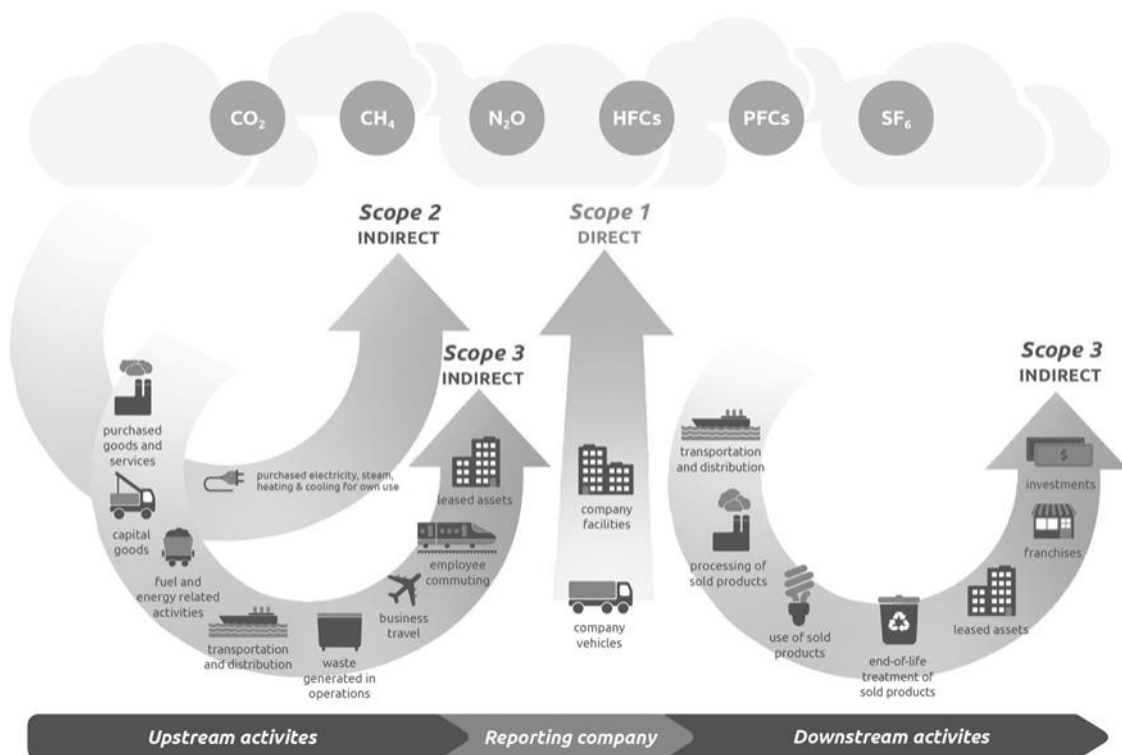 CO₂
CH₄
N₂O
HFCs
PFCs
SF₆
Scope 2
INDIRECT
Scope 1
DIRECT
Scope 3
INDIRECT
Scope 3
INDIRECT
purchased
goods and
services
capital
goods
fuel and
energy related
activities
transportation
and distribution
waste
generated in
operations
business
travel
employee
commuting
leased assets
purchased electricity, steam,
heating & cooling for own use
company
facilities
company
vehicles
transportation
and distribution
processing of
sold products
use of sold
products
end-of-life
treatment of
sold products
leased assets
franchises
$
investments
Upstream activites
Reporting company
Downstream activites